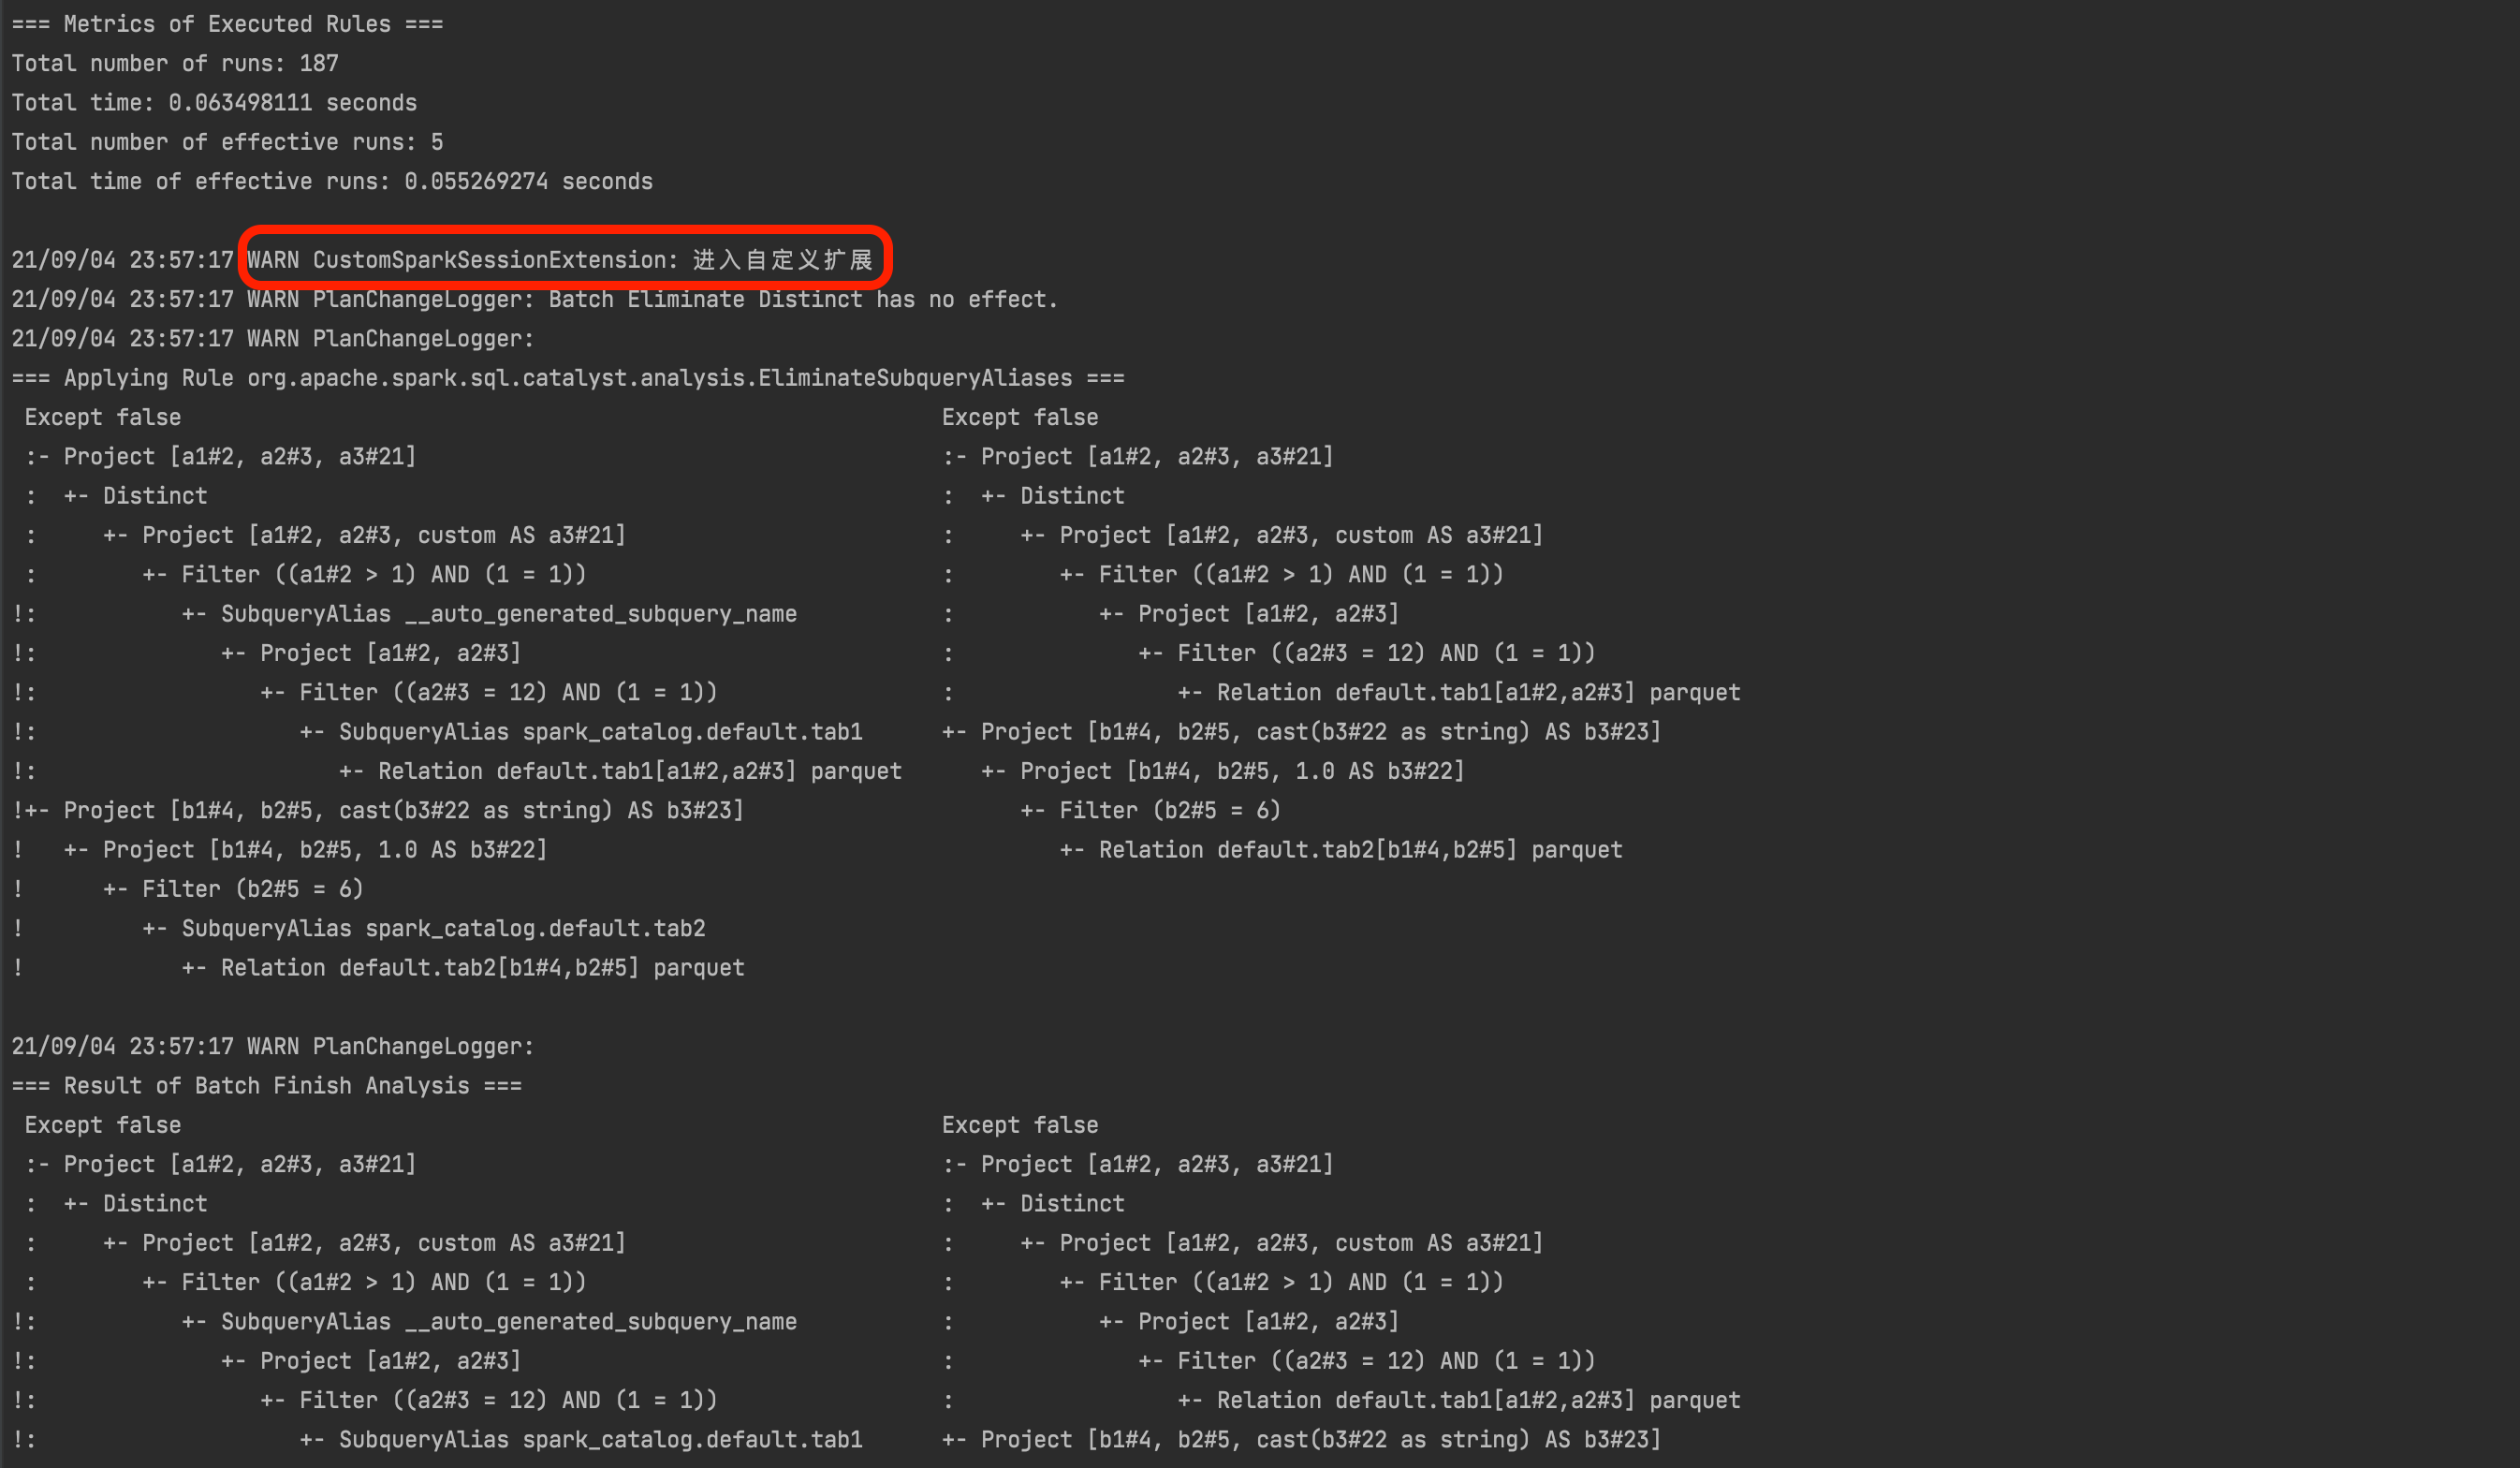 === Metrics of Executed Rules ===
Total number of runs: 187
Total time: 0.063498111 seconds
Total number of effective runs: 5
Total time of effective runs: 0.055269274 seconds

21/09/04 23:57:17 WARN CustomSparkSessionExtension: 进入自定义扩展
21/09/04 23:57:17 WARN PlanChangeLogger: Batch Eliminate Distinct has no effect.
21/09/04 23:57:17 WARN PlanChangeLogger:
=== Applying Rule org.apache.spark.sql.catalyst.analysis.EliminateSubqueryAliases ===
 Except false                                                          Except false
 :- Project [a1#2, a2#3, a3#21]                                        :- Project [a1#2, a2#3, a3#21]
 :  +- Distinct                                                        :  +- Distinct
 :     +- Project [a1#2, a2#3, custom AS a3#21]                        :     +- Project [a1#2, a2#3, custom AS a3#21]
 :        +- Filter ((a1#2 > 1) AND (1 = 1))                           :        +- Filter ((a1#2 > 1) AND (1 = 1))
!:           +- SubqueryAlias __auto_generated_subquery_name           :           +- Project [a1#2, a2#3]
!:              +- Project [a1#2, a2#3]                                :              +- Filter ((a2#3 = 12) AND (1 = 1))
!:                 +- Filter ((a2#3 = 12) AND (1 = 1))                 :                 +- Relation default.tab1[a1#2,a2#3] parquet
!:                    +- SubqueryAlias spark_catalog.default.tab1      +- Project [b1#4, b2#5, cast(b3#22 as string) AS b3#23]
!:                       +- Relation default.tab1[a1#2,a2#3] parquet      +- Project [b1#4, b2#5, 1.0 AS b3#22]
!+- Project [b1#4, b2#5, cast(b3#22 as string) AS b3#23]                     +- Filter (b2#5 = 6)
!   +- Project [b1#4, b2#5, 1.0 AS b3#22]                                       +- Relation default.tab2[b1#4,b2#5] parquet
!      +- Filter (b2#5 = 6)
!         +- SubqueryAlias spark_catalog.default.tab2
!            +- Relation default.tab2[b1#4,b2#5] parquet

21/09/04 23:57:17 WARN PlanChangeLogger:
=== Result of Batch Finish Analysis ===
 Except false                                                          Except false
 :- Project [a1#2, a2#3, a3#21]                                        :- Project [a1#2, a2#3, a3#21]
 :  +- Distinct                                                        :  +- Distinct
 :     +- Project [a1#2, a2#3, custom AS a3#21]                        :     +- Project [a1#2, a2#3, custom AS a3#21]
 :        +- Filter ((a1#2 > 1) AND (1 = 1))                           :        +- Filter ((a1#2 > 1) AND (1 = 1))
!:           +- SubqueryAlias __auto_generated_subquery_name           :           +- Project [a1#2, a2#3]
!:              +- Project [a1#2, a2#3]                                :              +- Filter ((a2#3 = 12) AND (1 = 1))
!:                 +- Filter ((a2#3 = 12) AND (1 = 1))                 :                 +- Relation default.tab1[a1#2,a2#3] parquet
!:                    +- SubqueryAlias spark_catalog.default.tab1      +- Project [b1#4, b2#5, cast(b3#22 as string) AS b3#23]